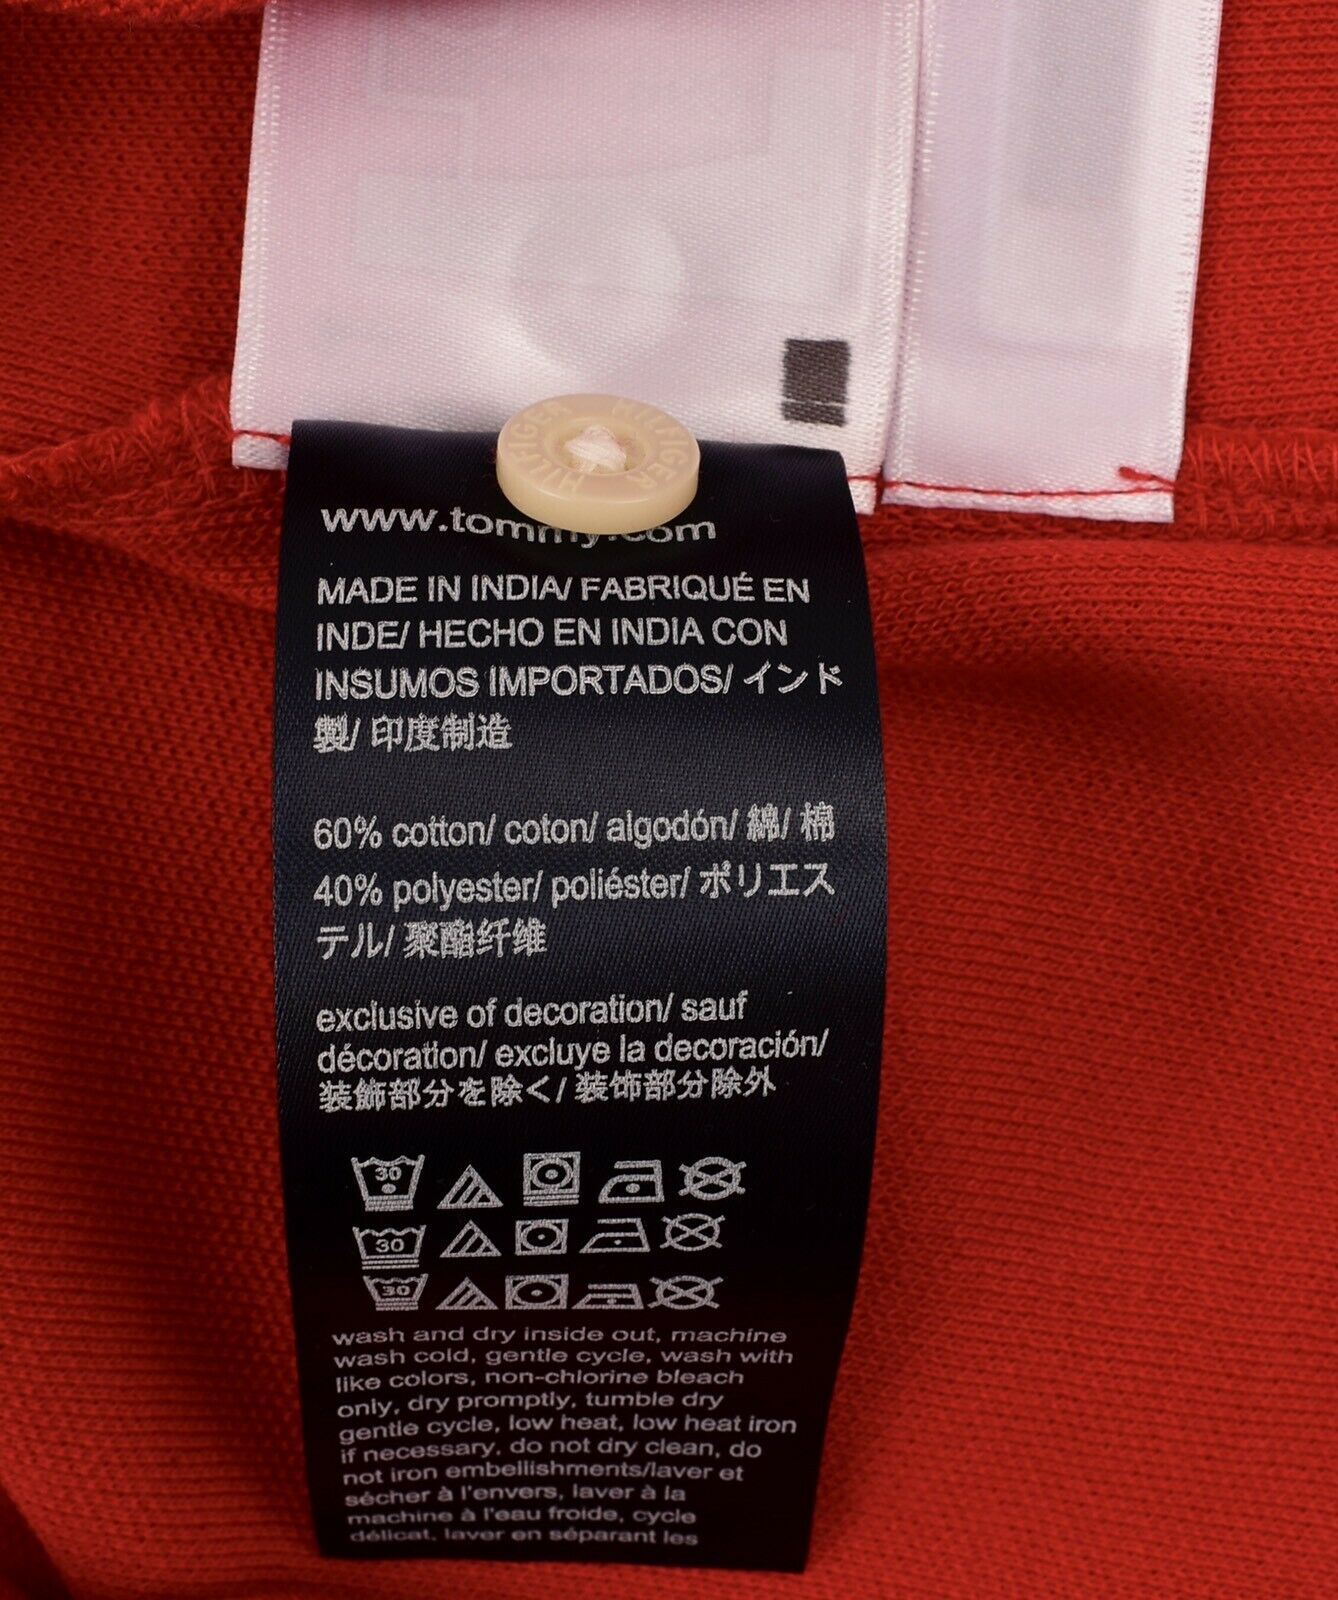 HILFIGER HILFIGER
www.tommy.com
MADE IN INDIA/ FABRIQUÉ EN
INDE/ HECHO EN INDIA CON
INSUMOS IMPORTADOS/ インド
製/ 印度制造
60% cotton/ coton/ algodón/ 綿/ 棉
40% polyester/ poliéster/ ポリエス
テル/ 聚酯纤维
exclusive of decoration/ sauf
décoration/ excluye la decoración/
装飾部分を除く/ 装饰部分除外
30
30
30
wash and dry inside out, machine
wash cold, gentle cycle, wash with
like colors, non-chlorine bleach
only, dry promptly, tumble dry
gentle cycle, low heat, low heat iron
if necessary, do not dry clean, do
not iron embellishments/laver et
sécher à l'envers, laver à la
machine à l'eau froide, cycle
délicat, laver en séparant les